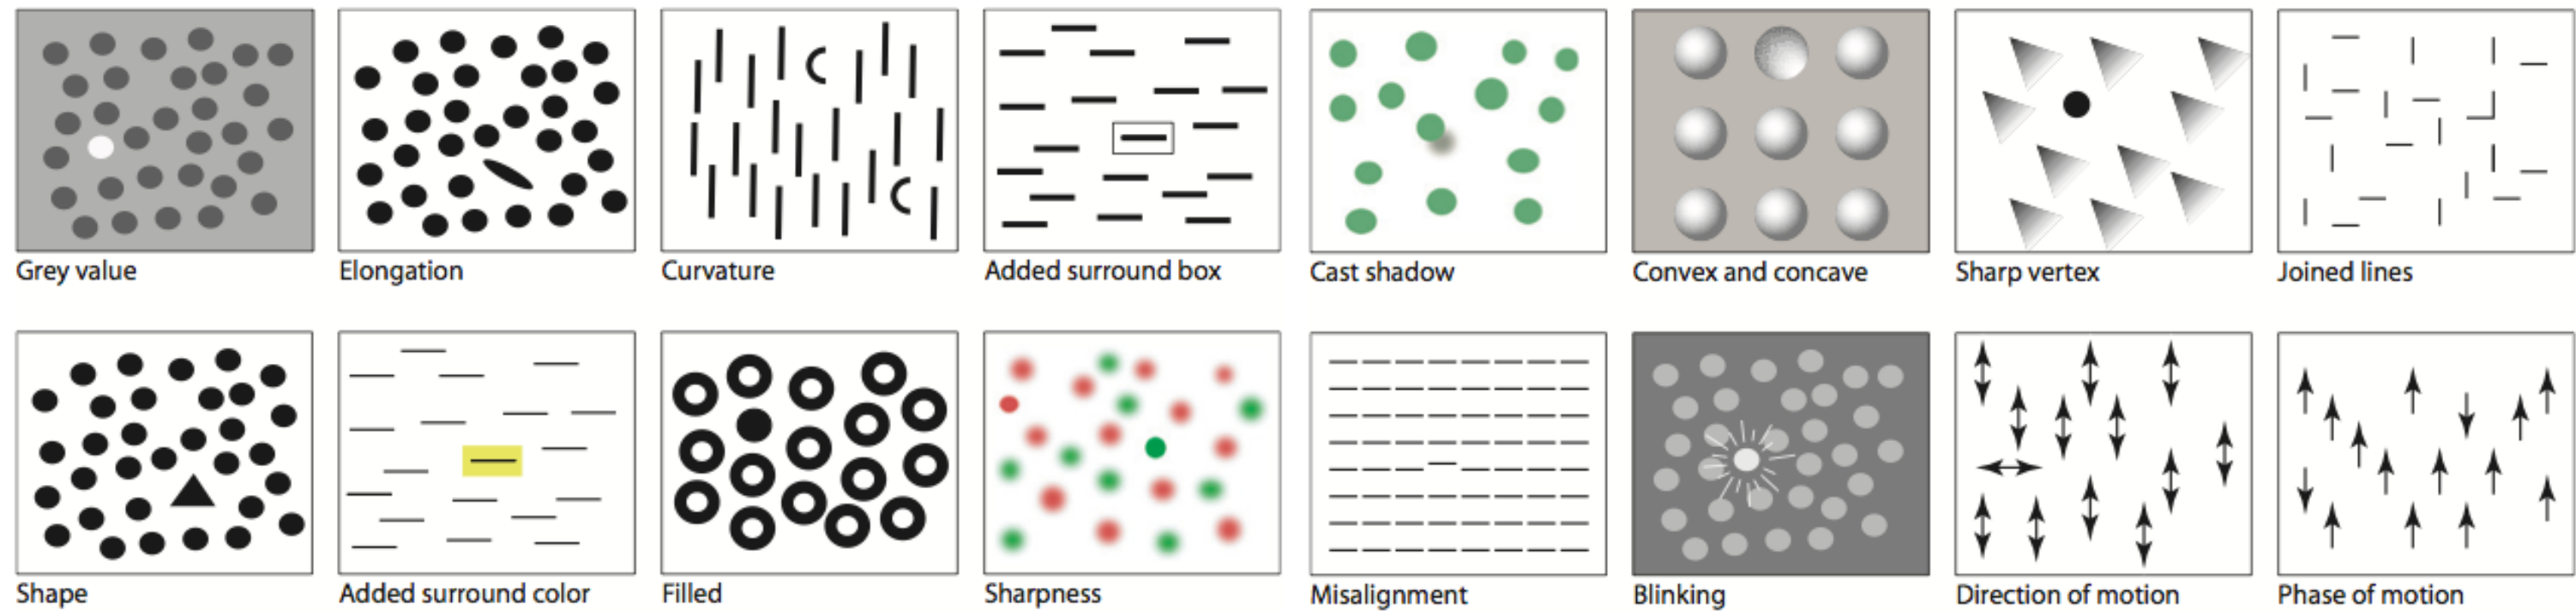 Grey value
Elongation
Curvature
Added surround box
Cast shadow
Convex and concave
Sharp vertex
Joined lines
Shape
Added surround color
Filled
Sharpness
Misalignment
Blinking
Direction of motion
Phase of motion